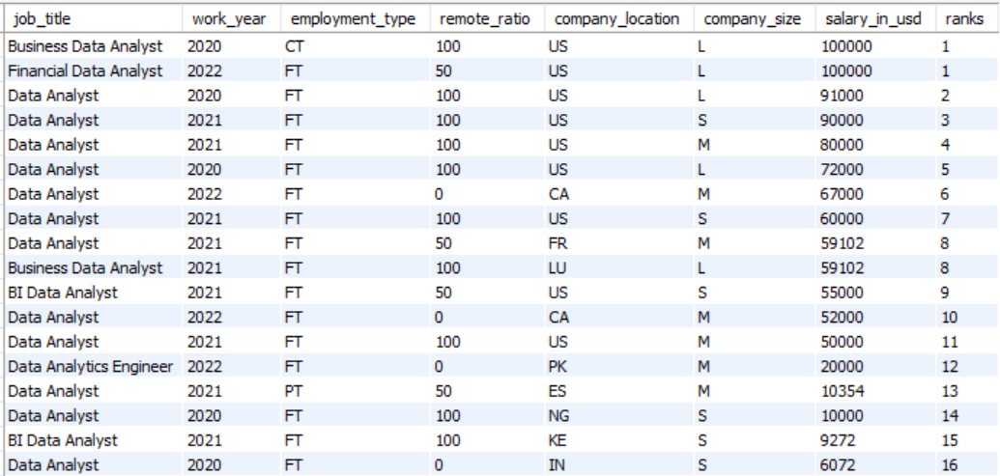 job_title work_year employment_type remote_ratio company_location company_size salary_in_usd ranks
Business Data Analyst 2020 CT 100 US L 100000 1
Financial Data Analyst 2022 FT 50 US L 100000 1
Data Analyst 2020 FT 100 US L 91000 2
Data Analyst 2021 FT 100 US S 90000 3
Data Analyst 2021 FT 100 US M 80000 4
Data Analyst 2020 FT 100 US L 72000 5
Data Analyst 2022 FT 0 CA M 67000 6
Data Analyst 2021 FT 100 US S 60000 7
Data Analyst 2021 FT 50 FR M 59102 8
Business Data Analyst 2021 FT 100 LU L 59102 8
BI Data Analyst 2021 FT 50 US S 55000 9
Data Analyst 2022 FT 0 CA M 52000 10
Data Analyst 2021 FT 100 US M 50000 11
Data Analytics Engineer 2022 FT 0 PK M 20000 12
Data Analyst 2021 PT 50 ES M 10354 13
Data Analyst 2020 FT 100 NG S 10000 14
BI Data Analyst 2021 FT 100 KE S 9272 15
Data Analyst 2020 FT 0 IN S 6072 16